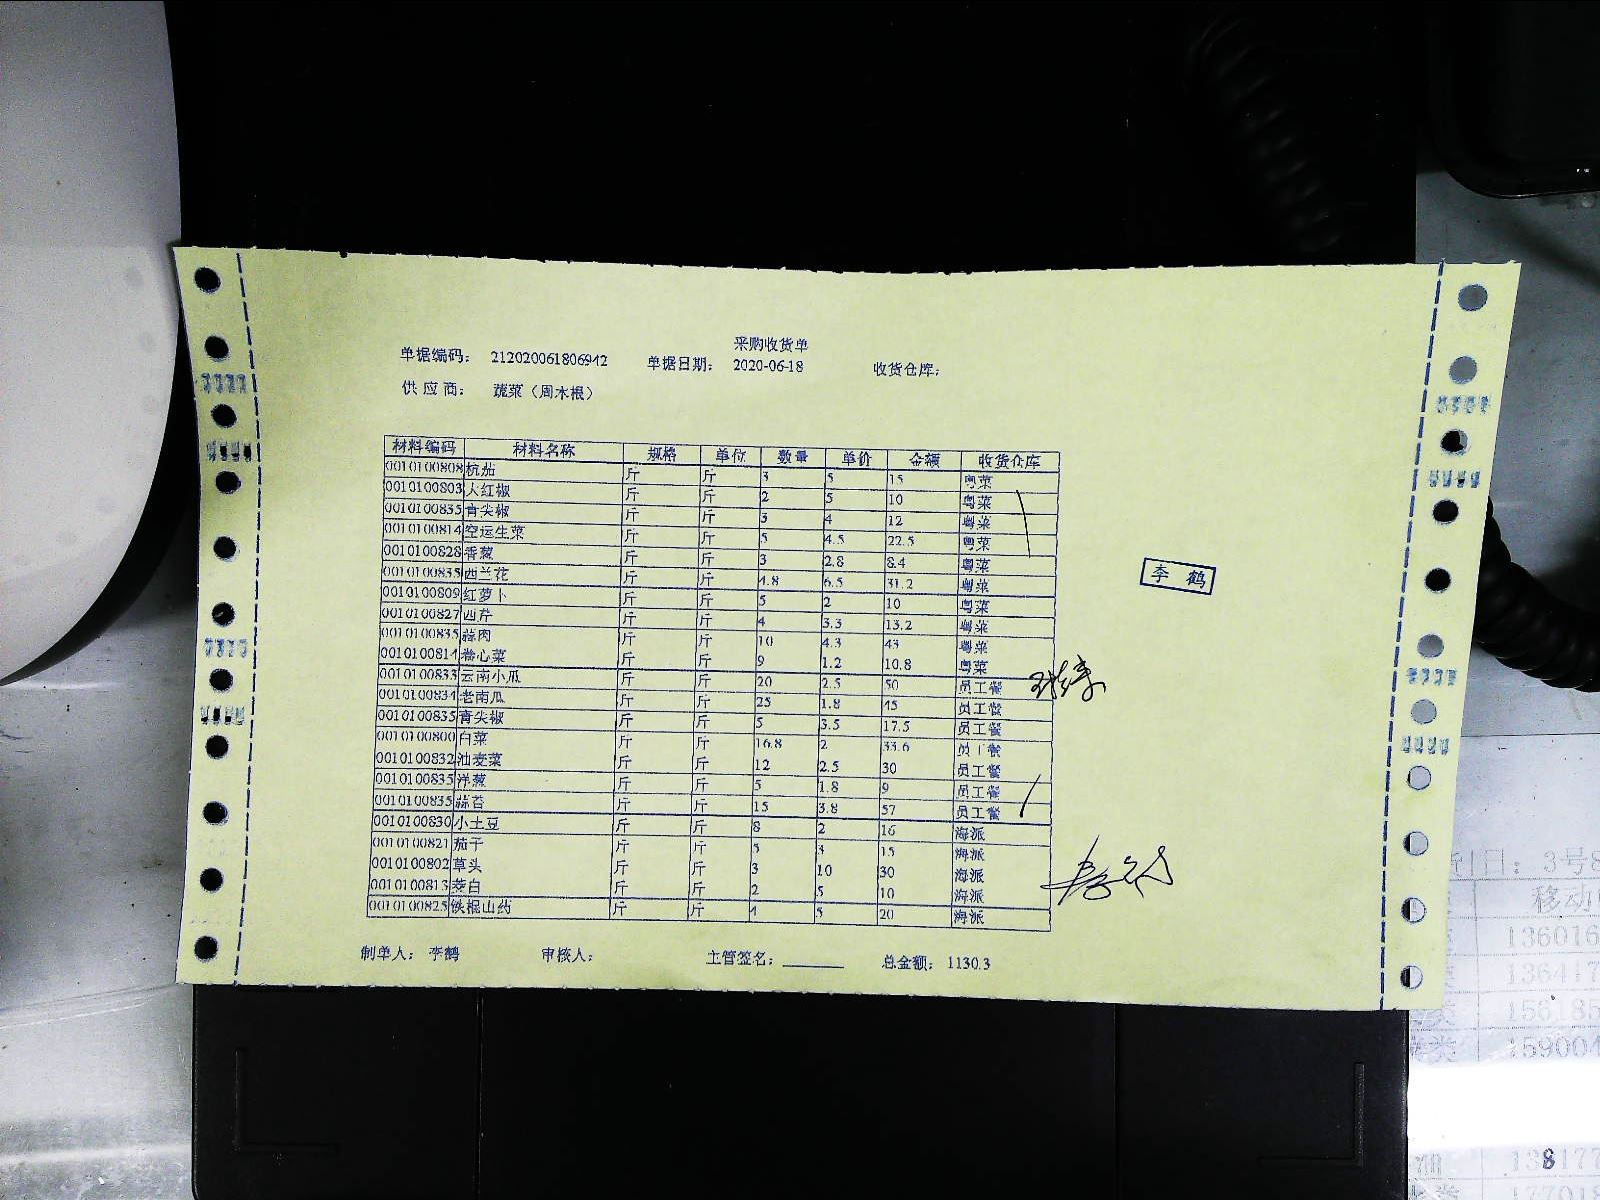 采购收货单
单据编码： 212020061806942 单据日期： 2020-06-18 收货仓库：
供应商： 蔬菜（周木根）
材料编码 材料名称 规格 单位 数量 单价 金额 收货仓库
0010100808 杭茄 斤 斤 3 5 15 粤菜
0010100803 大红椒 斤 斤 2 5 10 粤菜
0010100835 青尖椒 斤 斤 3 4 12 粤菜
0010100814 空运生菜 斤 斤 5 4.5 22.5 粤菜
0010100828 香葱 斤 斤 3 2.8 8.4 粤菜
0010100835 西兰花 斤 斤 4.8 6.5 31.2 粤菜
0010100809 红萝卜 斤 斤 5 2 10 粤菜
0010100827 西芹 斤 斤 4 3.3 13.2 粤菜
0010100835 蒜肉 斤 斤 10 4.3 43 粤菜
0010100814 卷心菜 斤 斤 9 1.2 10.8 粤菜
0010100833 云南小瓜 斤 斤 20 2.5 50 员工餐
0010100834 老南瓜 斤 斤 25 1.8 45 员工餐
0010100835 青尖椒 斤 斤 5 3.5 17.5 员工餐
0010100800 白菜 斤 斤 16.8 2 33.6 员工餐
0010100832 油麦菜 斤 斤 12 2.5 30 员工餐
0010100835 洋葱 斤 斤 5 1.8 9 员工餐
0010100835 蒜苔 斤 斤 15 3.8 57 员工餐
0010100830 小土豆 斤 斤 8 2 16 海派
0010100821 茄干 斤 斤 5 3 15 海派
0010100802 草头 斤 斤 3 10 30 海派
0010100813 茭白 斤 斤 2 5 10 海派
0010100825 铁棍山药 斤 斤 4 5 20 海派
制单人： 李鹤 审核人： 主管签名： 总金额： 1130.3
李鹤
日：3号8
移动
136016
136417
156185
类 159004
138177